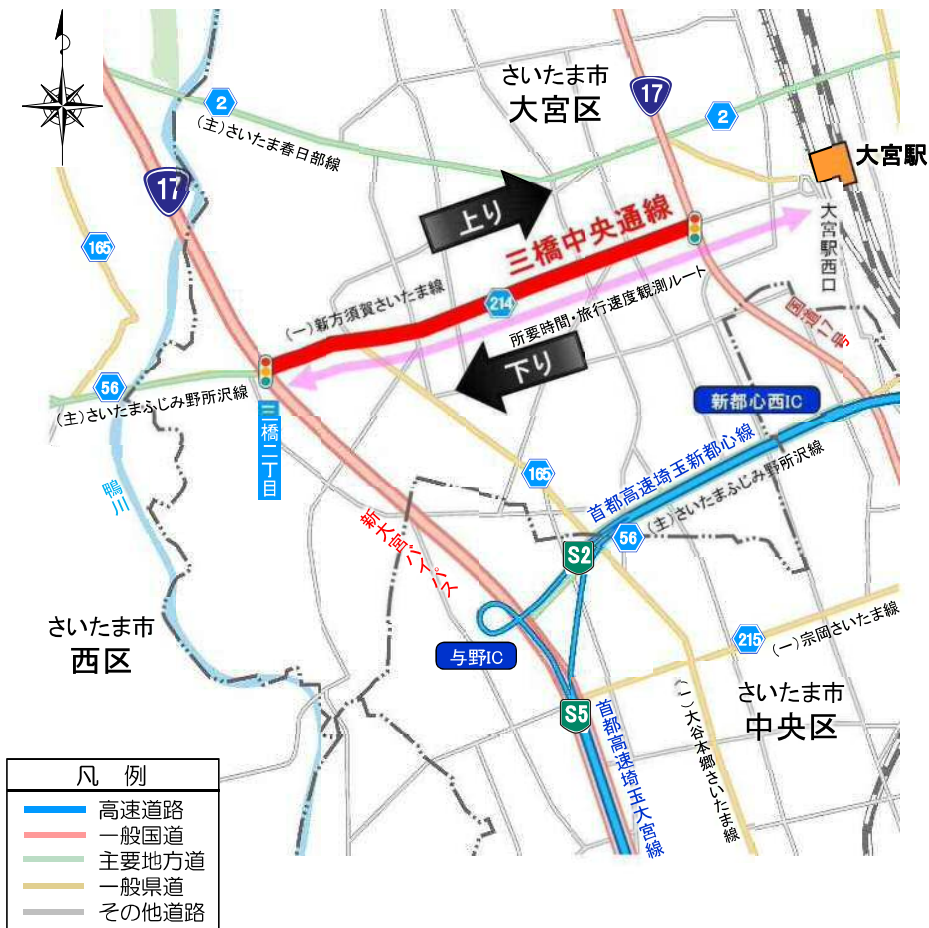 さいたま市
大宮区
17
2
2
(主)さいたま春日部線
大宮駅
17
上り
三橋中央通線
大宮駅西口
165
(一)新方須賀さいたま線
214
所要時間・旅行速度観測ルート
国道17号
下り
56
(主)さいたまふじみ野所沢線
新都心西IC
三橋二丁目
首都高速埼玉新都心線
(主)さいたまふじみ野所沢線
165
鴨川
新大宮バイパス
56
S2
さいたま市
西区
与野IC
215
(一)宗岡さいたま線
さいたま市
中央区
S5
首都高速埼玉大宮線
(一)大谷本郷さいたま線
凡 例
高速道路
一般国道
主要地方道
一般県道
その他道路